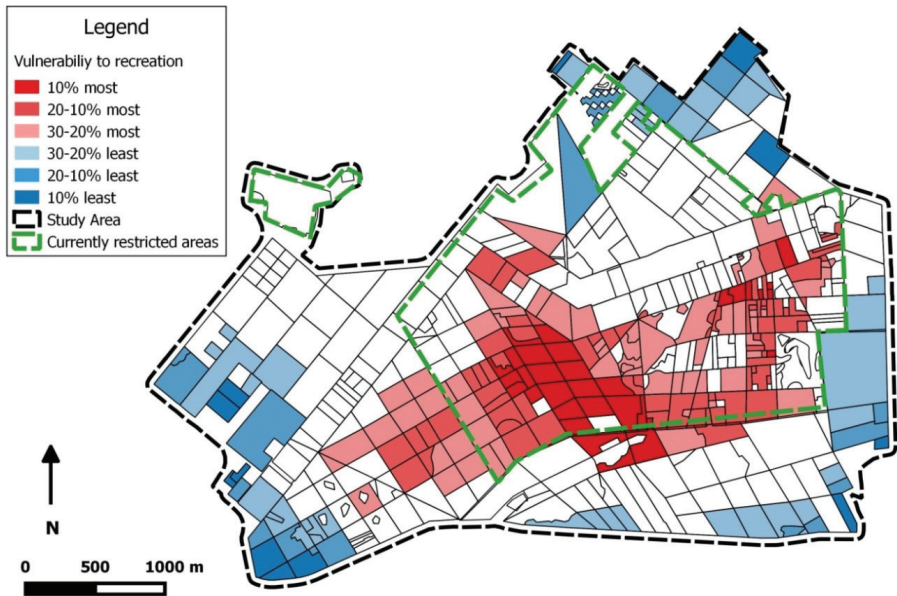 Legend
Vulnerabiliy to recreation
10% most
20-10% most
30-20% most
30-20% least
20-10% least
10% least
Study Area
Currently restricted areas
N
0 500 1000 m